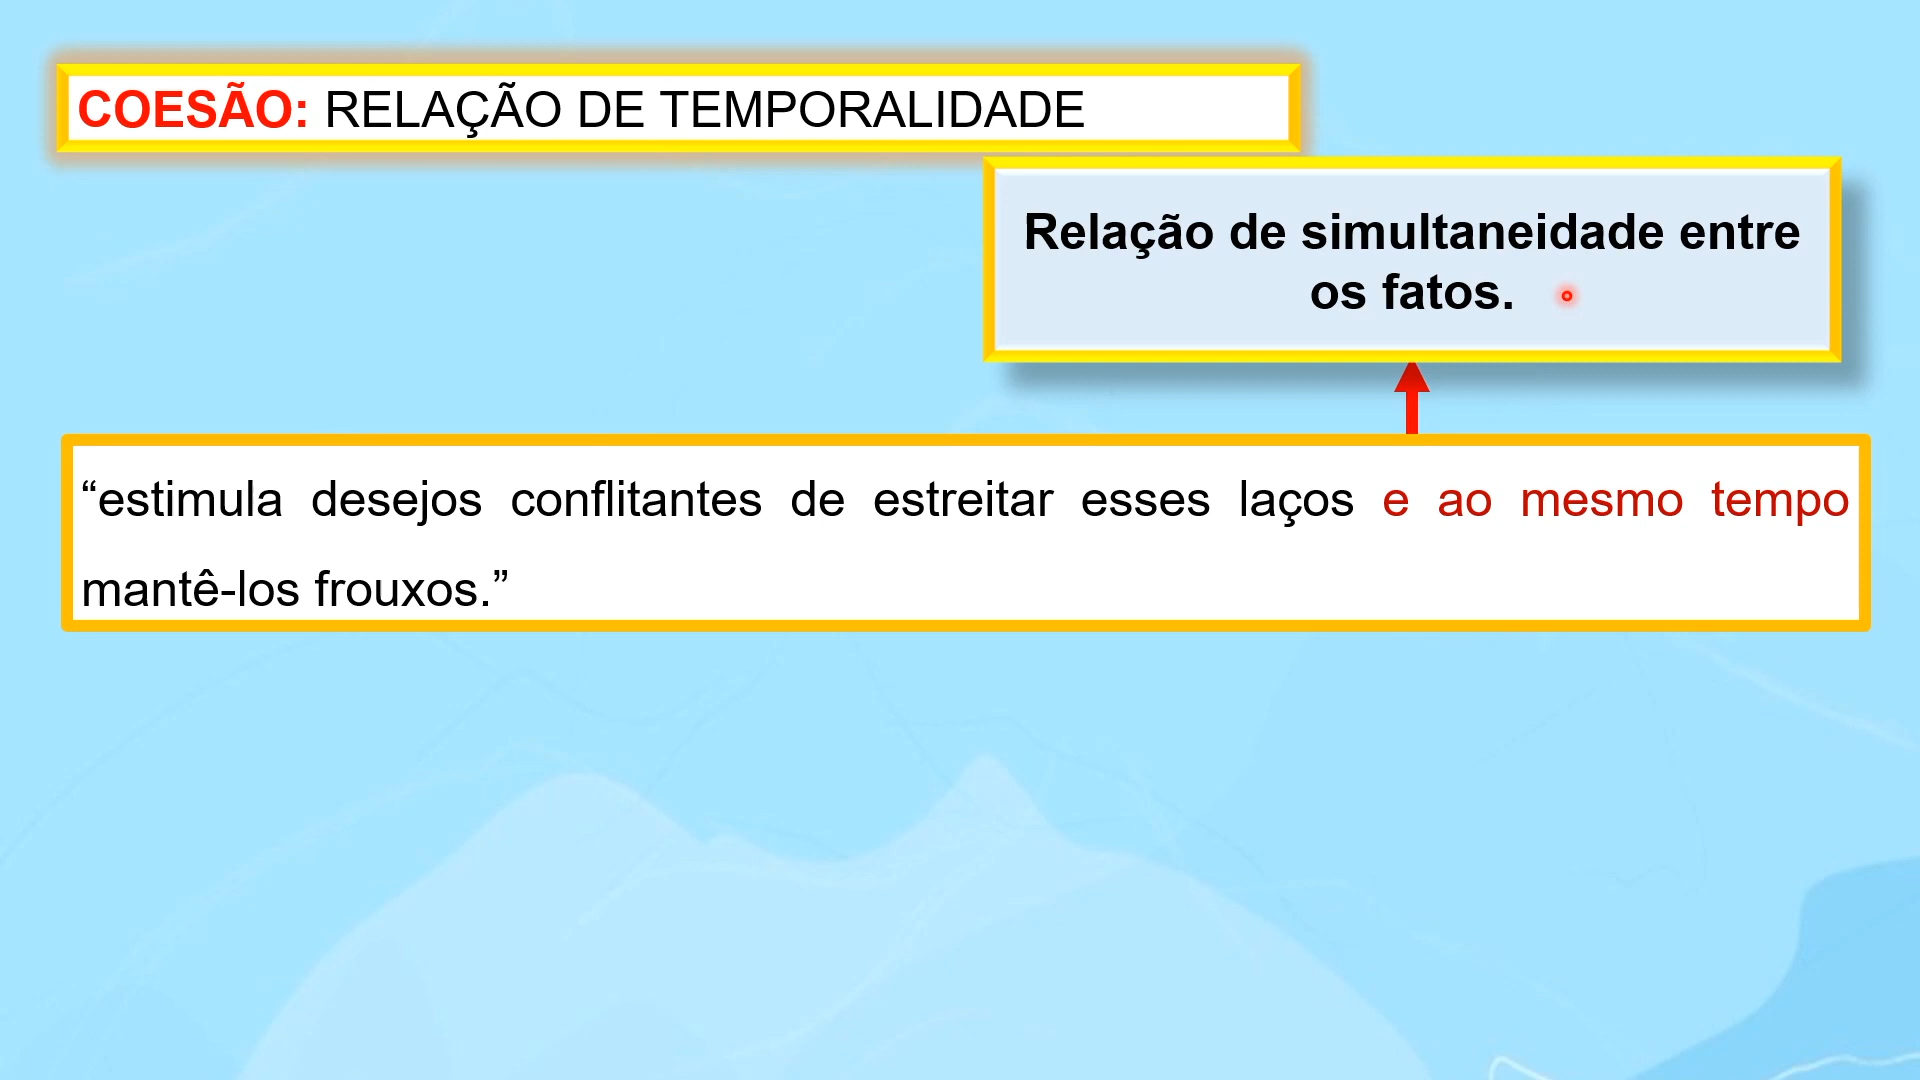 COESÃO: RELAÇÃO DE TEMPORALIDADE
Relação de simultaneidade entre
os fatos.
“estimula desejos conflitantes de estreitar esses laços e ao mesmo tempo
mantê-los frouxos.”